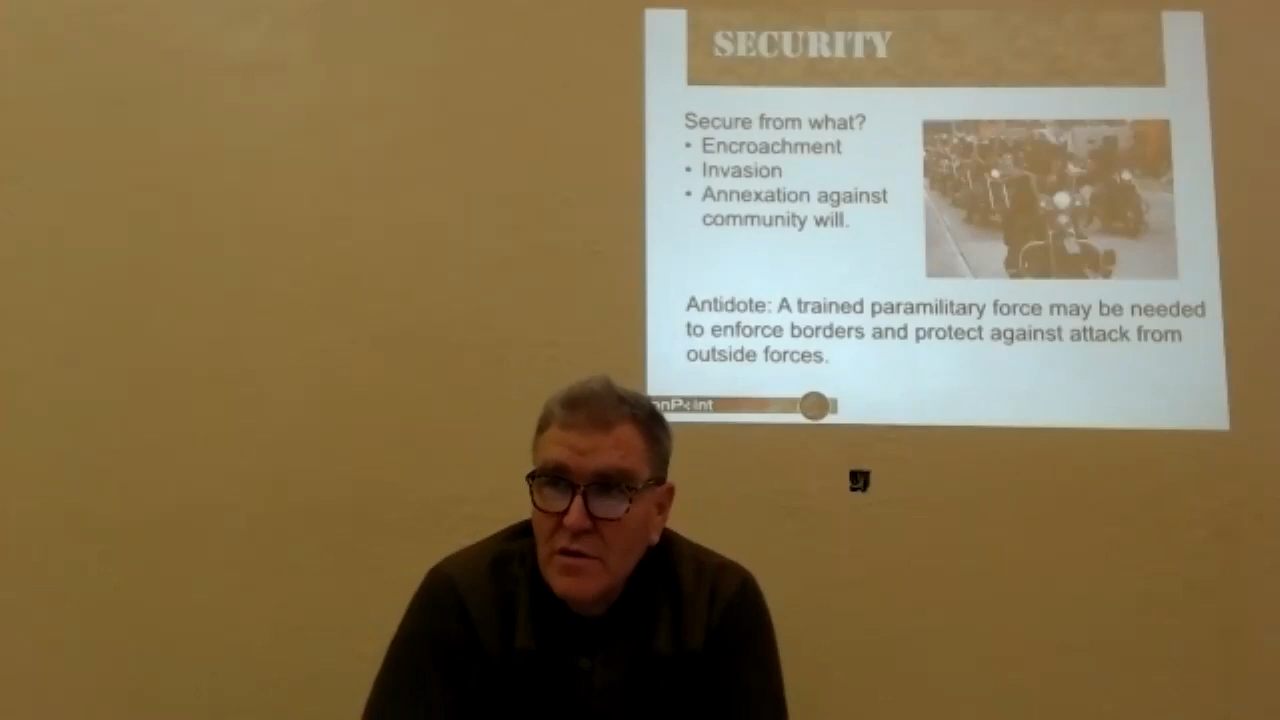 SECURITY
Secure from what?
• Encroachment
• Invasion
• Annexation against
community will.
Antidote: A trained paramilitary force may be needed
to enforce borders and protect against attack from
outside forces.